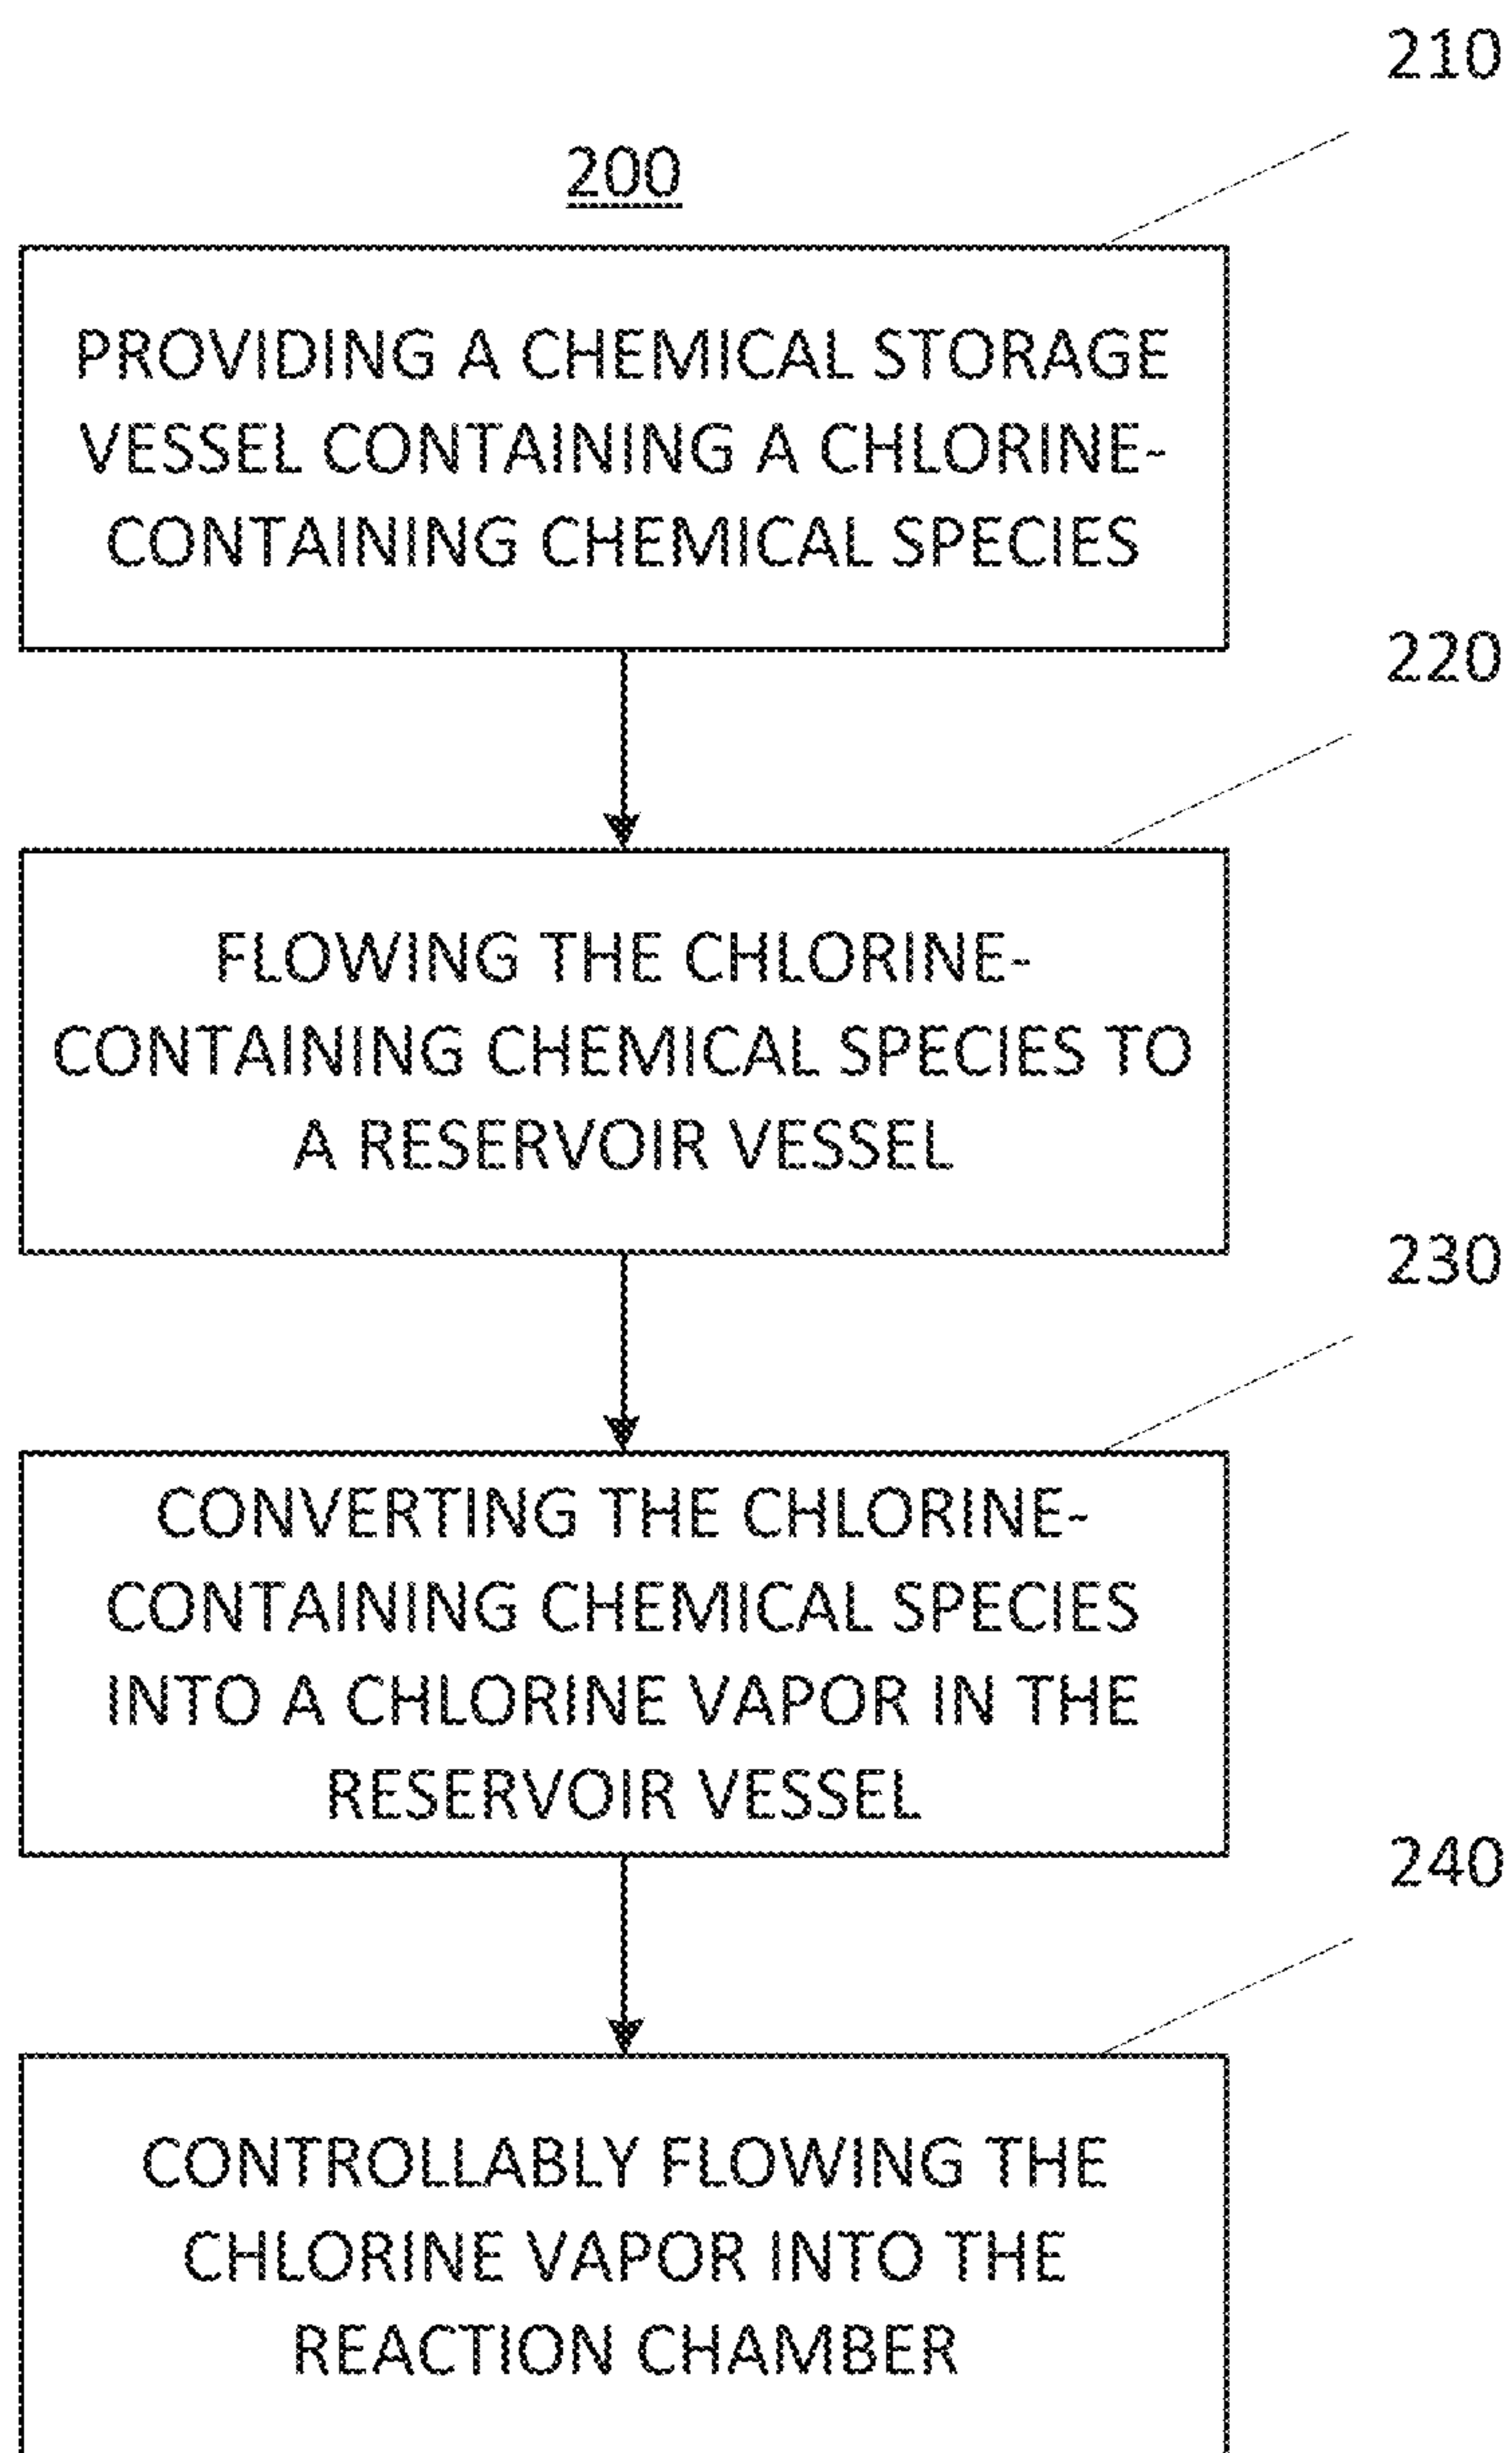 210
200
PROVIDING A CHEMICAL STORAGE
VESSEL CONTAINING A CHLORINE-
CONTAINING CHEMICAL SPECIES
220
FLOWING THE CHLORINE-
CONTAINING CHEMICAL SPECIES TO
A RESERVOIR VESSEL
230
CONVERTING THE CHLORINE-
CONTAINING CHEMICAL SPECIES
INTO A CHLORINE VAPOR IN THE
RESERVOIR VESSEL
240
CONTROLLABLY FLOWING THE
CHLORINE VAPOR INTO THE
REACTION CHAMBER